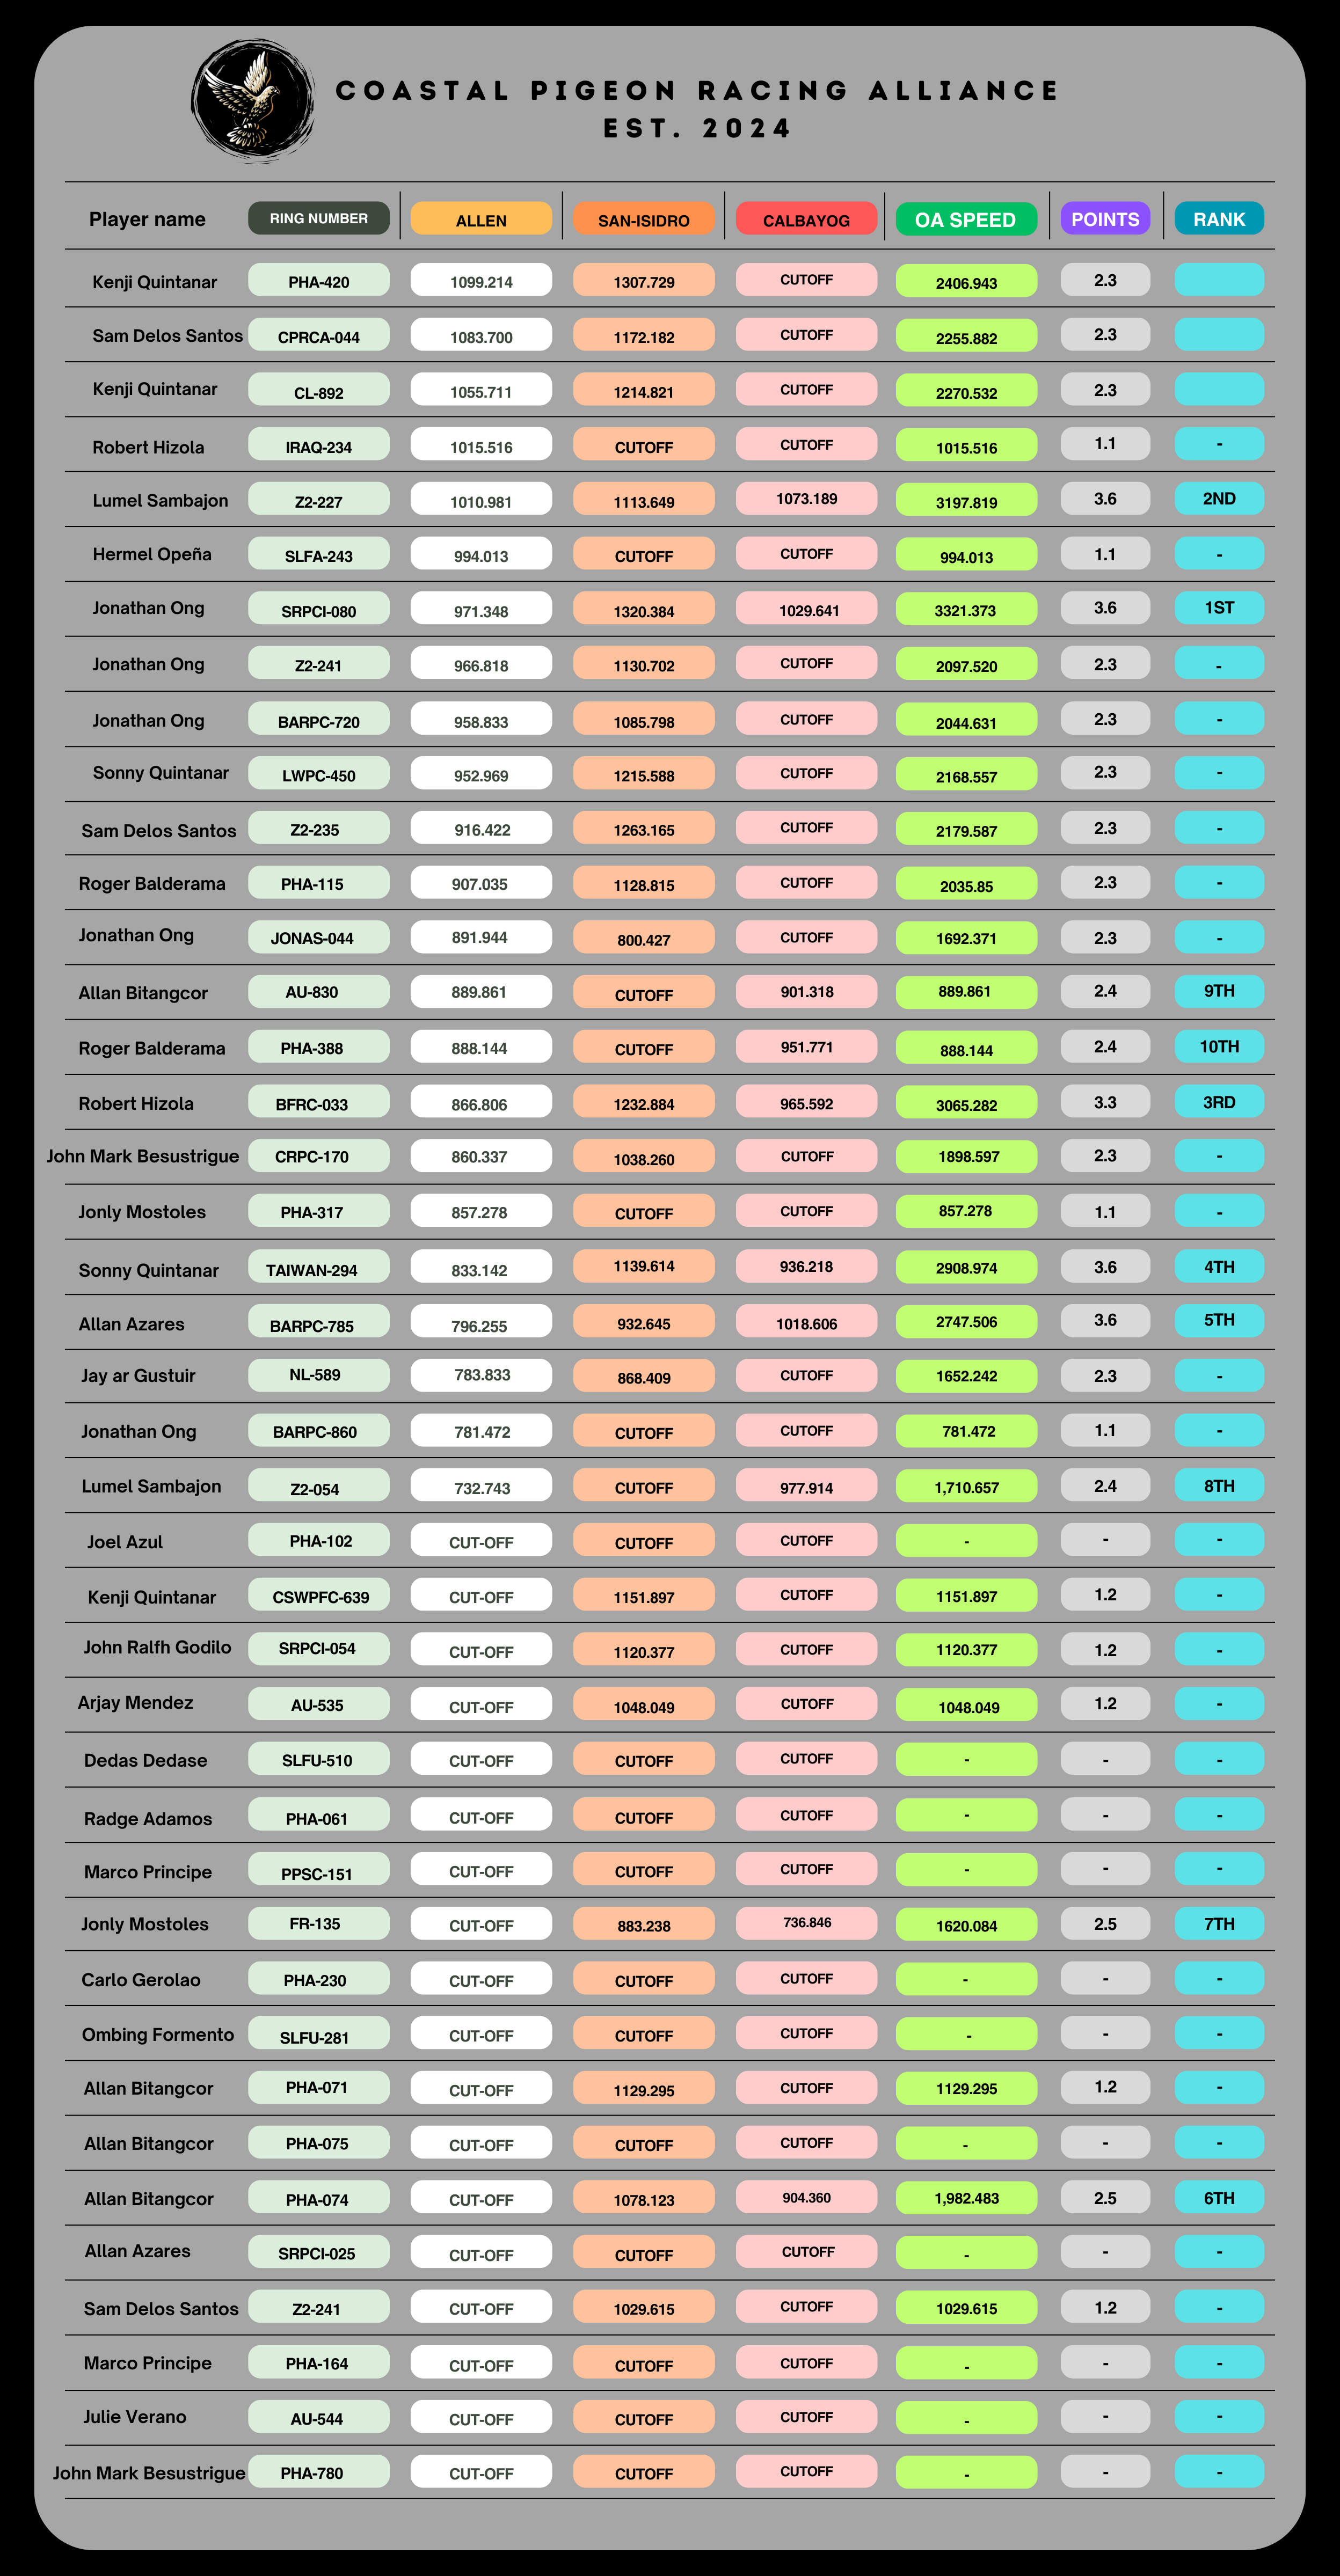 COASTAL PIGEON RACING ALLIANCE
EST. 2024
Player name RING NUMBER ALLEN SAN-ISIDRO CALBAYOG OA SPEED POINTS RANK
Kenji Quintanar PHA-420 1099.214 1307.729 CUTOFF 2406.943 2.3
Sam Delos Santos CPRCA-044 1083.700 1172.182 CUTOFF 2255.882 2.3
Kenji Quintanar CL-892 1055.711 1214.821 CUTOFF 2270.532 2.3
Robert Hizola IRAQ-234 1015.516 CUTOFF CUTOFF 1015.516 1.1 -
Lumel Sambajon Z2-227 1010.981 1113.649 1073.189 3197.819 3.6 2ND
Hermel Opeña SLFA-243 994.013 CUTOFF CUTOFF 994.013 1.1 -
Jonathan Ong SRPCI-080 971.348 1320.384 1029.641 3321.373 3.6 1ST
Jonathan Ong Z2-241 966.818 1130.702 CUTOFF 2097.520 2.3 -
Jonathan Ong BARPC-720 958.833 1085.798 CUTOFF 2044.631 2.3 -
Sonny Quintanar LWPC-450 952.969 1215.588 CUTOFF 2168.557 2.3 -
Sam Delos Santos Z2-235 916.422 1263.165 CUTOFF 2179.587 2.3 -
Roger Balderama PHA-115 907.035 1128.815 CUTOFF 2035.85 2.3 -
Jonathan Ong JONAS-044 891.944 800.427 CUTOFF 1692.371 2.3 -
Allan Bitangcor AU-830 889.861 CUTOFF 901.318 889.861 2.4 9TH
Roger Balderama PHA-388 888.144 CUTOFF 951.771 888.144 2.4 10TH
Robert Hizola BFRC-033 866.806 1232.884 965.592 3065.282 3.3 3RD
John Mark Besustrigue CRPC-170 860.337 1038.260 CUTOFF 1898.597 2.3 -
Jonly Mostoles PHA-317 857.278 CUTOFF CUTOFF 857.278 1.1 -
Sonny Quintanar TAIWAN-294 833.142 1139.614 936.218 2908.974 3.6 4TH
Allan Azares BARPC-785 796.255 932.645 1018.606 2747.506 3.6 5TH
Jay ar Gustuir NL-589 783.833 868.409 CUTOFF 1652.242 2.3 -
Jonathan Ong BARPC-860 781.472 CUTOFF CUTOFF 781.472 1.1 -
Lumel Sambajon Z2-054 732.743 CUTOFF 977.914 1,710.657 2.4 8TH
Joel Azul PHA-102 CUT-OFF CUTOFF CUTOFF - - -
Kenji Quintanar CSWPFC-639 CUT-OFF 1151.897 CUTOFF 1151.897 1.2 -
John Ralfh Godilo SRPCI-054 CUT-OFF 1120.377 CUTOFF 1120.377 1.2 -
Arjay Mendez AU-535 CUT-OFF 1048.049 CUTOFF 1048.049 1.2 -
Dedas Dedase SLFU-510 CUT-OFF CUTOFF CUTOFF - - -
Radge Adamos PHA-061 CUT-OFF CUTOFF CUTOFF - - -
Marco Principe PPSC-151 CUT-OFF CUTOFF CUTOFF - - -
Jonly Mostoles FR-135 CUT-OFF 883.238 736.846 1620.084 2.5 7TH
Carlo Gerolao PHA-230 CUT-OFF CUTOFF CUTOFF - - -
Ombing Formento SLFU-281 CUT-OFF CUTOFF CUTOFF - - -
Allan Bitangcor PHA-071 CUT-OFF 1129.295 CUTOFF 1129.295 1.2 -
Allan Bitangcor PHA-075 CUT-OFF CUTOFF CUTOFF - - -
Allan Bitangcor PHA-074 CUT-OFF 1078.123 904.360 1,982.483 2.5 6TH
Allan Azares SRPCI-025 CUT-OFF CUTOFF CUTOFF - - -
Sam Delos Santos Z2-241 CUT-OFF 1029.615 CUTOFF 1029.615 1.2 -
Marco Principe PHA-164 CUT-OFF CUTOFF CUTOFF - - -
Julie Verano AU-544 CUT-OFF CUTOFF CUTOFF - - -
John Mark Besustrigue PHA-780 CUT-OFF CUTOFF CUTOFF - - -